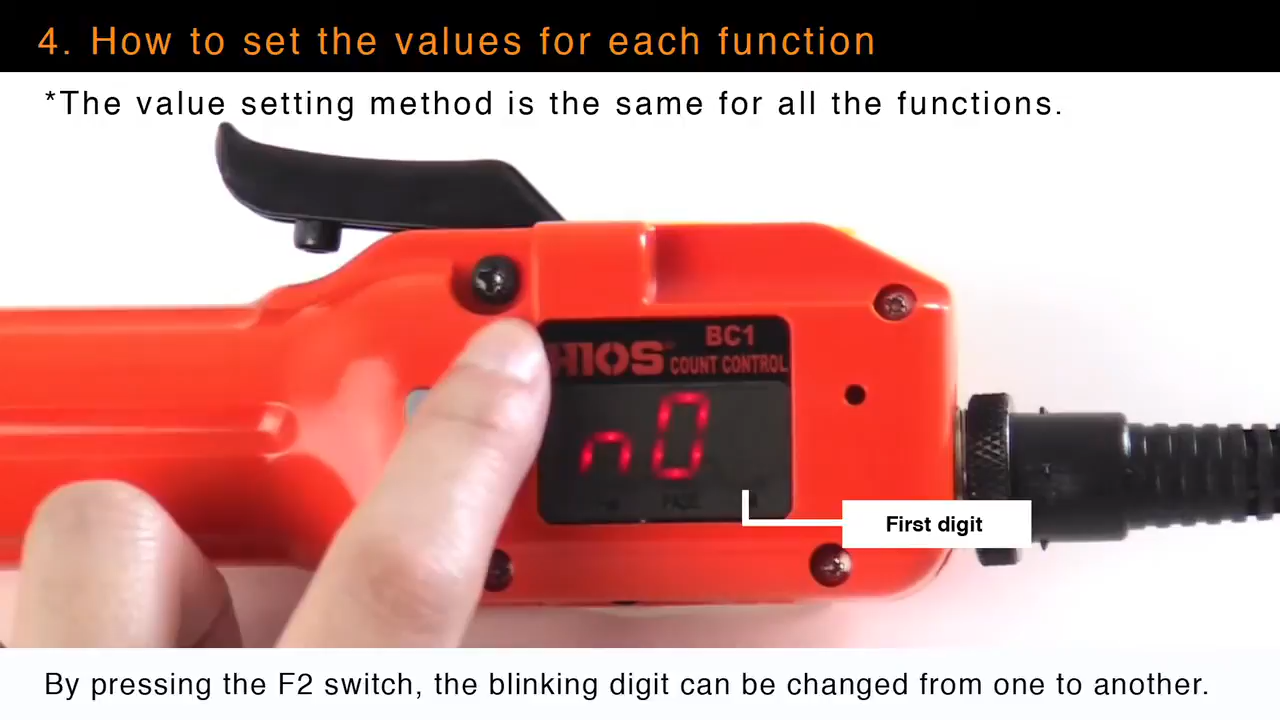 4. How to set the values for each function
*The value setting method is the same for all the functions.
HIOS BC1
COUNT CONTROL
n0
First digit
By pressing the F2 switch, the blinking digit can be changed from one to another.